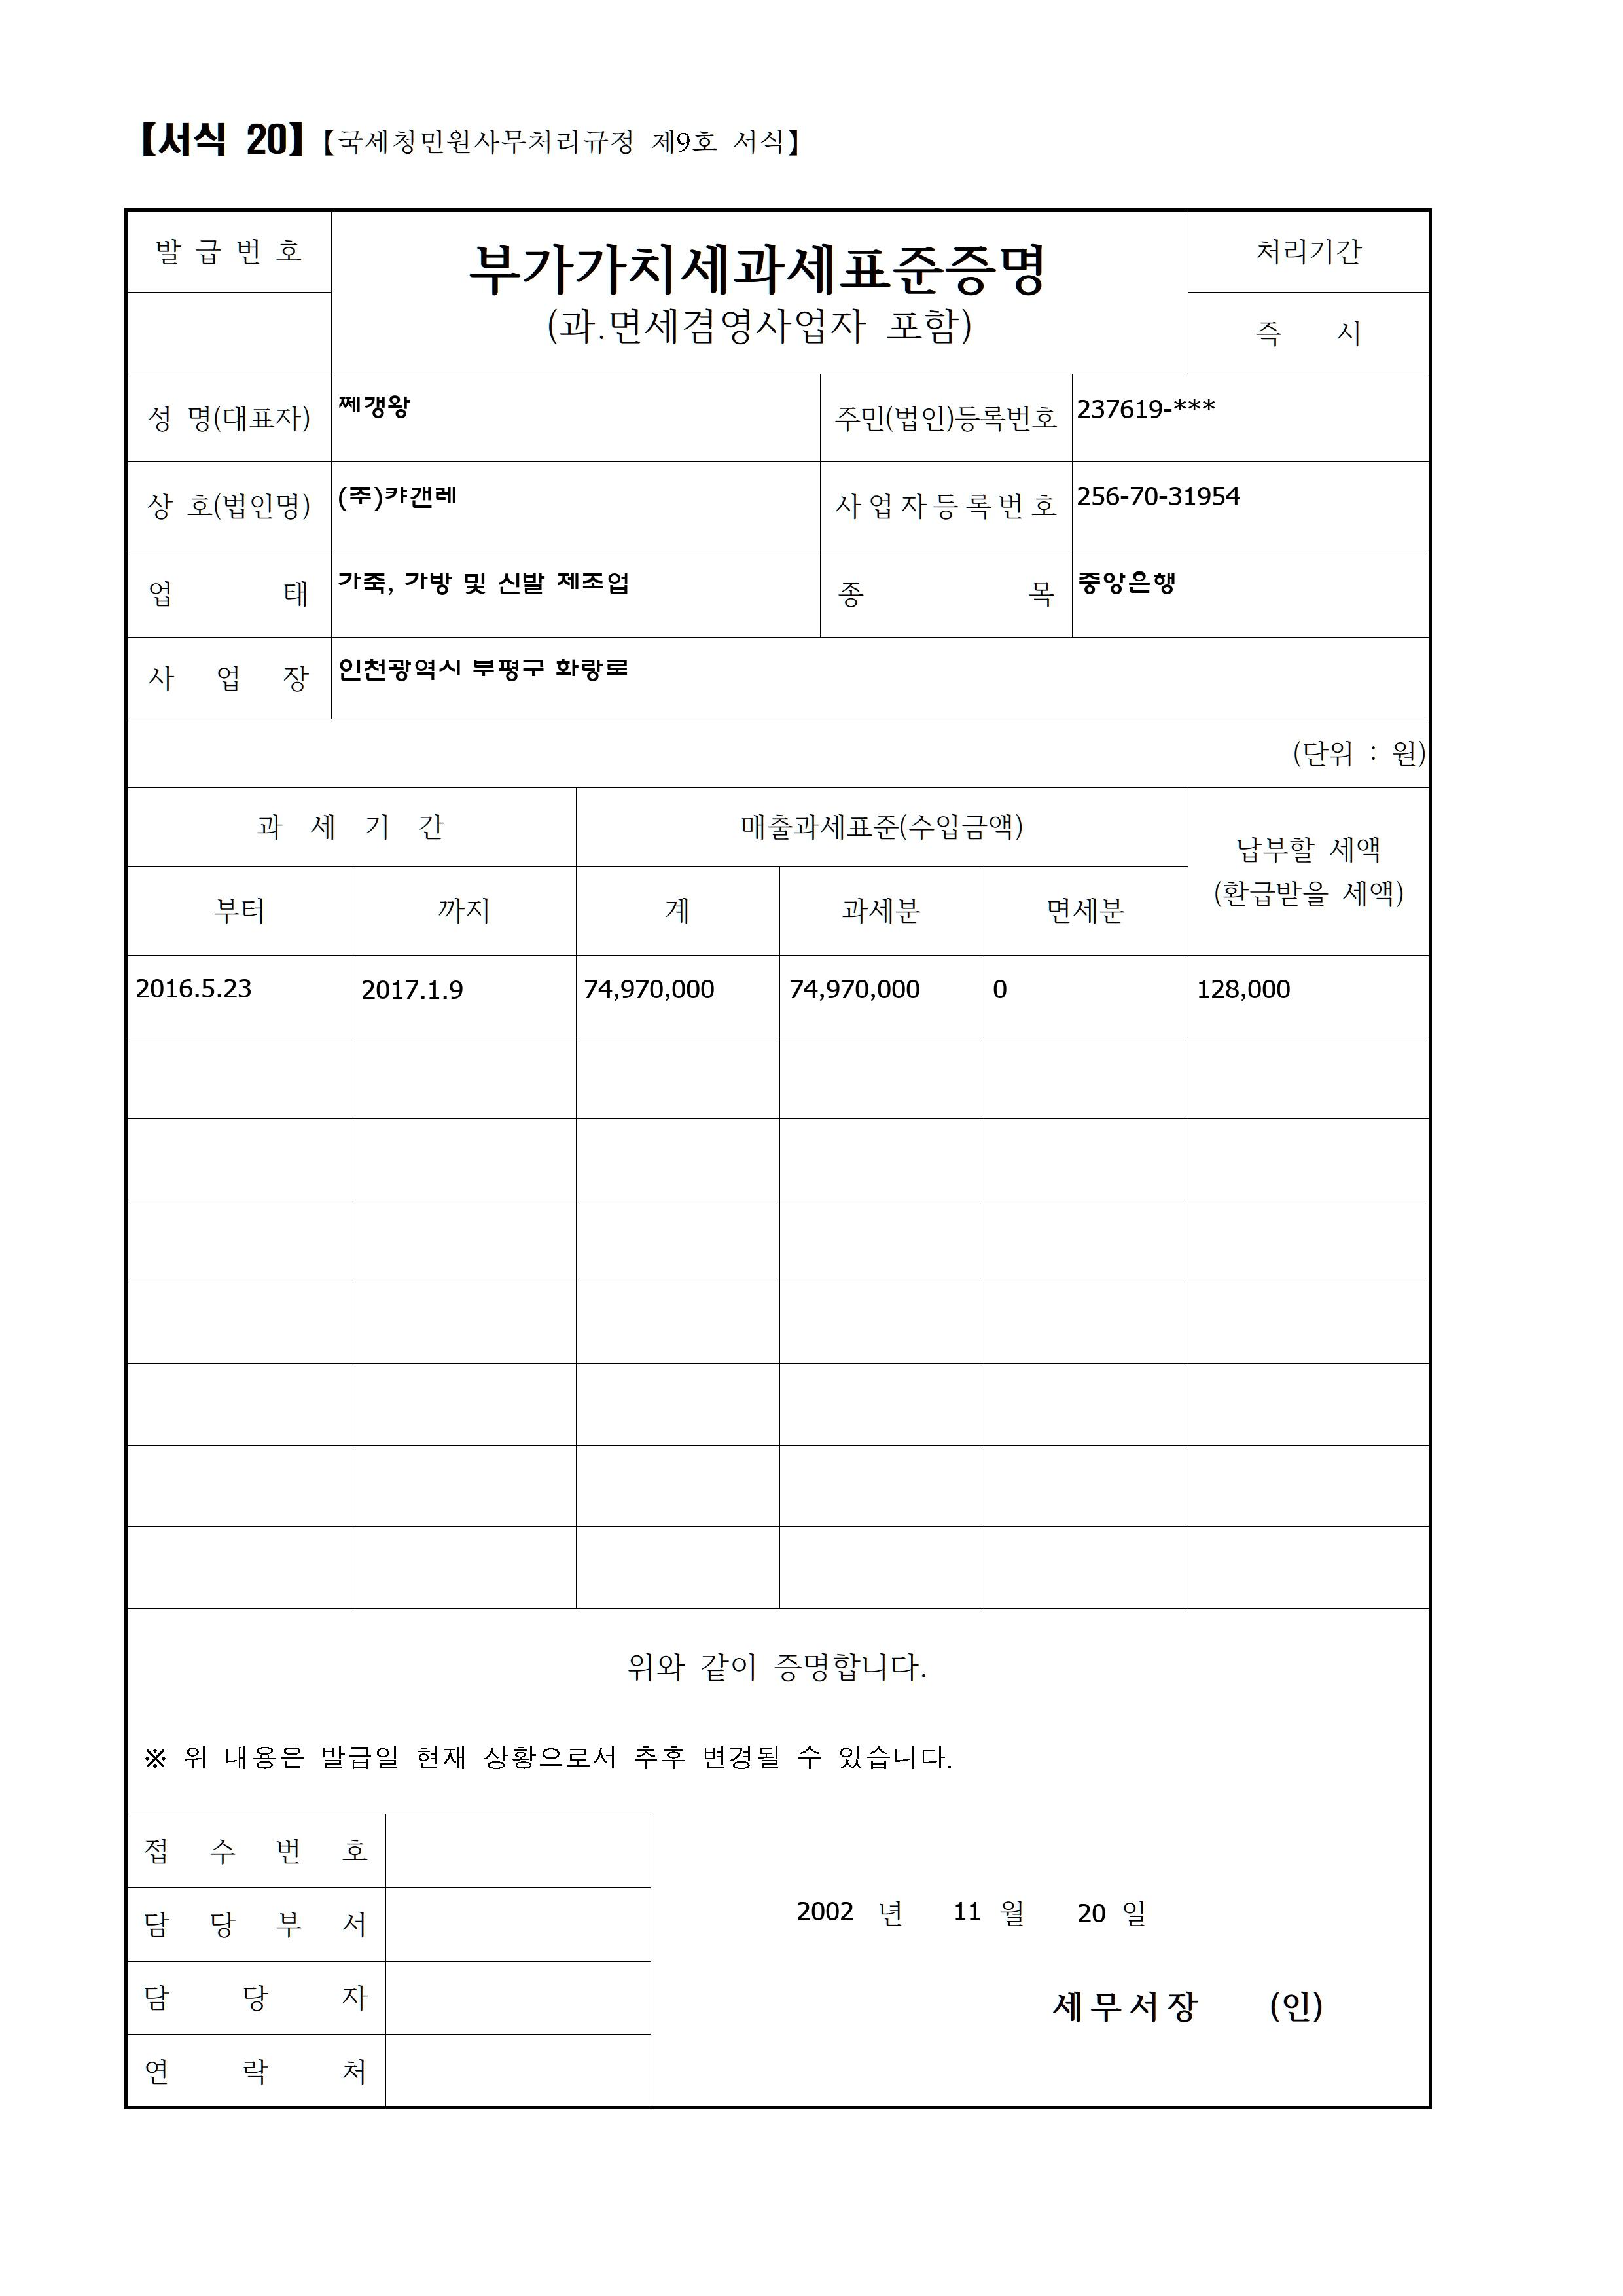 【서식 20】【국세청민원사무처리규정 제9호 서식】
발 급 번 호
부가가치세과세표준증명
(과.면세겸영사업자 포함)
처리기간
즉 시
성 명(대표자) 쩨갱왕 주민(법인)등록번호 237619-***
상 호(법인명) (주)캬갠레 사업자등록번호 256-70-31954
업 태 가죽, 가방 및 신발 제조업 종 목 중앙은행
사 업 장 인천광역시 부평구 화랑로
(단위 : 원)
과 세 기 간 매출과세표준(수입금액) 납부할 세액
(환급받을 세액)
부터 까지 계 과세분 면세분
2016.5.23 2017.1.9 74,970,000 74,970,000 0 128,000
위와 같이 증명합니다.
※ 위 내용은 발급일 현재 상황으로서 추후 변경될 수 있습니다.
접 수 번 호
담 당 부 서
담 당 자
연 락 처
2002 년 11 월 20 일
세무서장 (인)